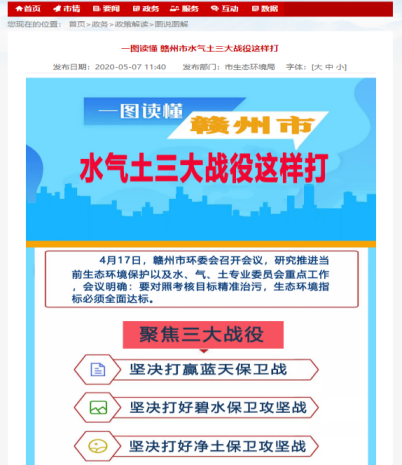 首页 市情 要闻 政务 服务 互动 数据
您现在的位置： 首页>政务>政策解读>图说图解
一图读懂 赣州市水气土三大战役这样打
发布日期：2020-05-07 11:40 发布部门：市生态环境局 字体：[大 中 小]
一图读懂
赣州市
水气土三大战役这样打
4月17日，赣州市环委会召开会议，研究推进当
前生态环境保护以及水、气、土专业委员会重点工作
，会议明确：要对照考核目标精准治污，生态环境指
标必须全面达标。
聚焦三大战役
坚决打赢蓝天保卫战
坚决打好碧水保卫攻坚战
坚决打好净土保卫攻坚战